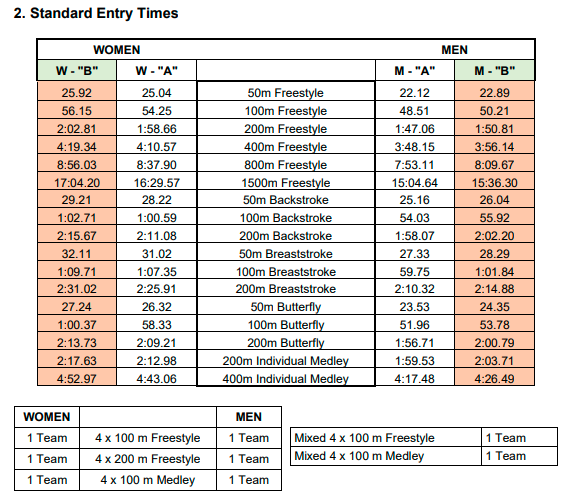 2. Standard Entry Times
WOMEN MEN
W - "B" W - "A" M - "A" M - "B"
25.92 25.04 50m Freestyle 22.12 22.89
56.15 54.25 100m Freestyle 48.51 50.21
2:02.81 1:58.66 200m Freestyle 1:47.06 1:50.81
4:19.34 4:10.57 400m Freestyle 3:48.15 3:56.14
8:56.03 8:37.90 800m Freestyle 7:53.11 8:09.67
17:04.20 16:29.57 1500m Freestyle 15:04.64 15:36.30
29.21 28.22 50m Backstroke 25.16 26.04
1:02.71 1:00.59 100m Backstroke 54.03 55.92
2:15.67 2:11.08 200m Backstroke 1:58.07 2:02.20
32.11 31.02 50m Breaststroke 27.33 28.29
1:09.71 1:07.35 100m Breaststroke 59.75 1:01.84
2:31.02 2:25.91 200m Breaststroke 2:10.32 2:14.88
27.24 26.32 50m Butterfly 23.53 24.35
1:00.37 58.33 100m Butterfly 51.96 53.78
2:13.73 2:09.21 200m Butterfly 1:56.71 2:00.79
2:17.63 2:12.98 200m Individual Medley 1:59.53 2:03.71
4:52.97 4:43.06 400m Individual Medley 4:17.48 4:26.49
WOMEN MEN
1 Team 4 x 100 m Freestyle 1 Team
1 Team 4 x 200 m Freestyle 1 Team
1 Team 4 x 100 m Medley 1 Team
Mixed 4 x 100 m Freestyle 1 Team
Mixed 4 x 100 m Medley 1 Team